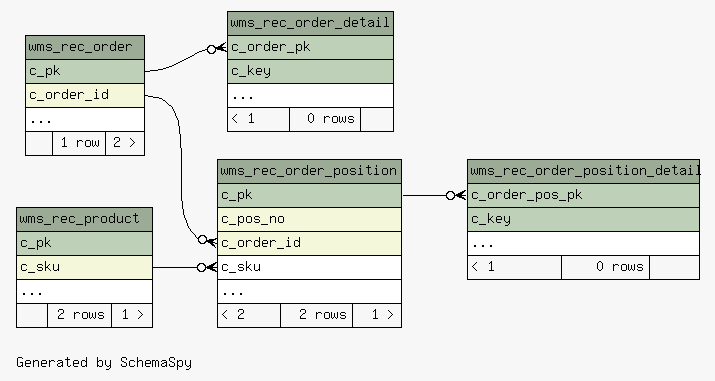 wms_rec_order_detail
c_order_pk
c_key
...
< 1 0 rows
wms_rec_order
c_pk
c_order_id
...
1 row 2 >
wms_rec_order_position
c_pk
c_pos_no
c_order_id
c_sku
...
< 2 2 rows 1 >
wms_rec_order_position_detail
c_order_pos_pk
c_key
...
< 1 0 rows
wms_rec_product
c_pk
c_sku
...
2 rows 1 >
Generated by SchemaSpy